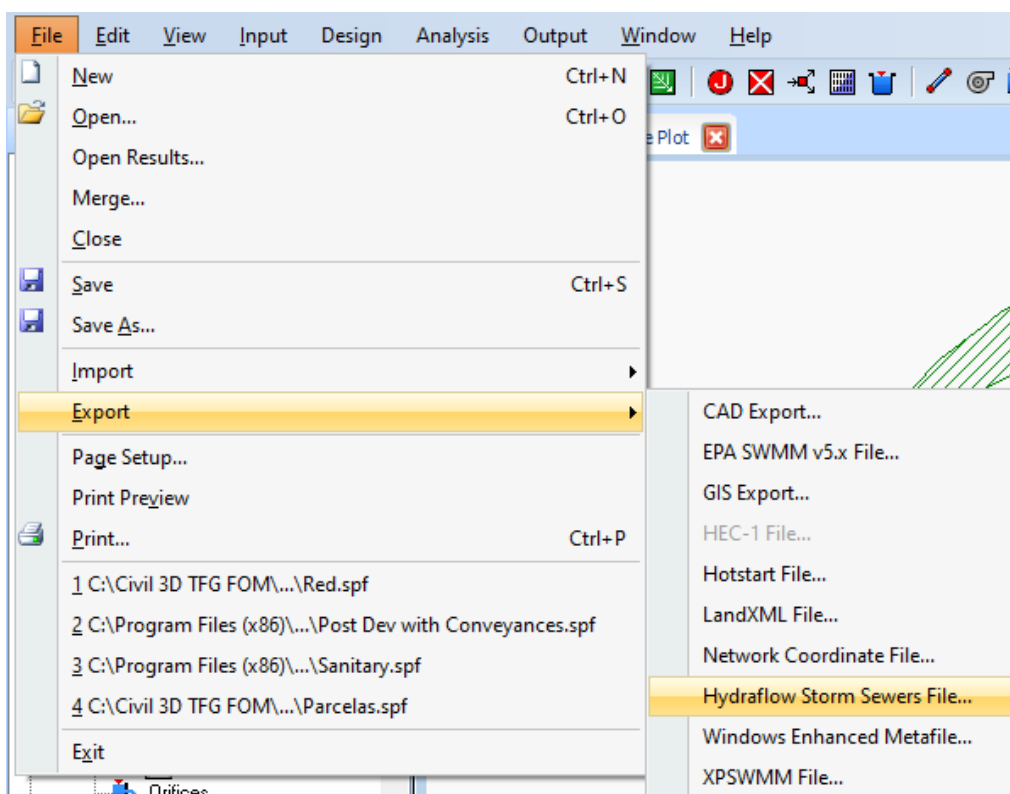 File Edit View Input Design Analysis Output Window Help
New Ctrl+N
Open... Ctrl+O
Plot
Open Results...
Merge...
Close
Save Ctrl+S
Save As...
Import
Export
Page Setup...
Print Preview
Print... Ctrl+P
1 C:\Civil 3D TFG FOM\...\Red.spf
2 C:\Program Files (x86)\...\Post Dev with Conveyances.spf
3 C:\Program Files (x86)\...\Sanitary.spf
4 C:\Civil 3D TFG FOM\...\Parcelas.spf
Exit
CAD Export...
EPA SWMM v5.x File...
GIS Export...
HEC-1 File...
Hotstart File...
LandXML File...
Network Coordinate File...
Hydraflow Storm Sewers File...
Windows Enhanced Metafile...
XPSWMM File...
Orifices